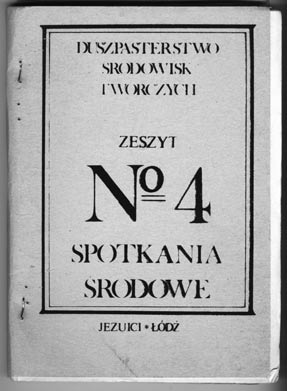 DUSZPASTERSTWO
ŚRODOWISK
TWÓRCZYCH
ZESZYT
No 4
SPOTKANIA
ŚRODOWE
JEZUICI • ŁÓDŹ